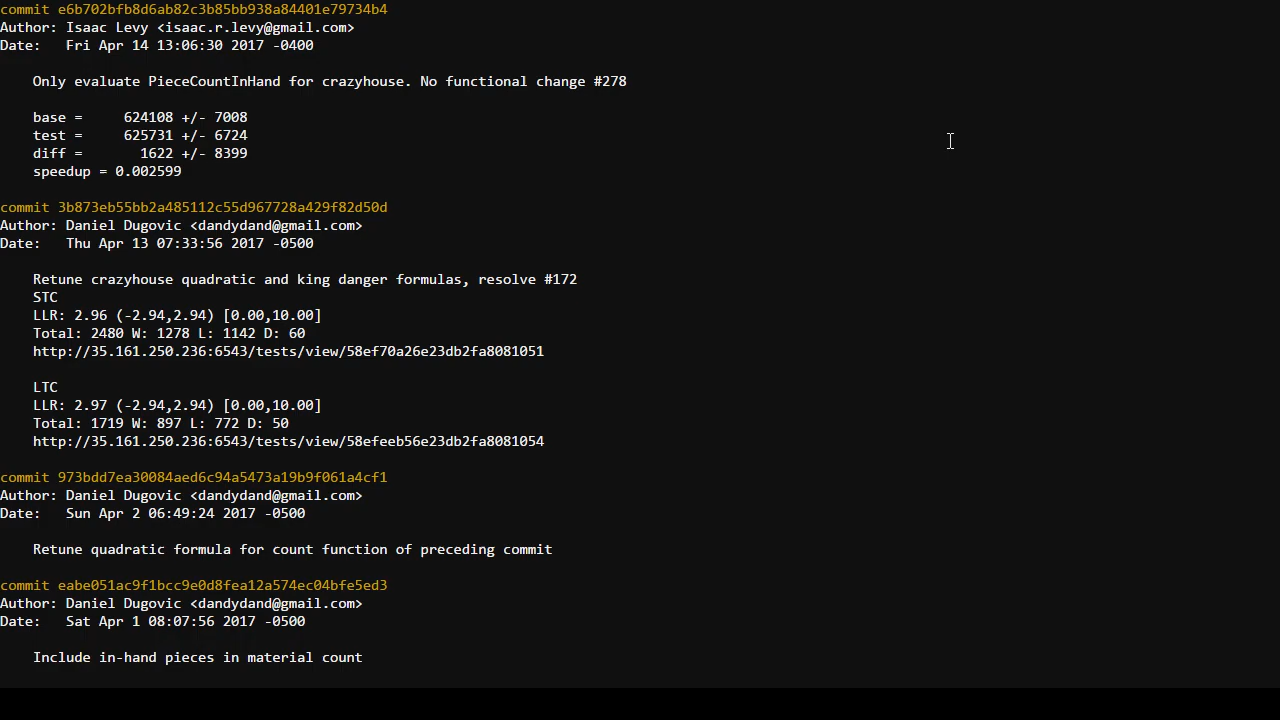 commit e6b702bfb8d6ab82c3b85bb938a84401e79734b4
Author: Isaac Levy <isaac.r.levy@gmail.com>
Date:   Fri Apr 14 13:06:30 2017 -0400
Only evaluate PieceCountInHand for crazyhouse. No functional change #278
base =     624108 +/- 7008
test =     625731 +/- 6724
diff =       1622 +/- 8399
speedup = 0.002599
commit 3b873eb55bb2a485112c55d967728a429f82d50d
Author: Daniel Dugovic <dandydand@gmail.com>
Date:   Thu Apr 13 07:33:56 2017 -0500
Retune crazyhouse quadratic and king danger formulas, resolve #172
STC
LLR: 2.96 (-2.94,2.94) [0.00,10.00]
Total: 2480 W: 1278 L: 1142 D: 60
http://35.161.250.236:6543/tests/view/58ef70a26e23db2fa8081051
LTC
LLR: 2.97 (-2.94,2.94) [0.00,10.00]
Total: 1719 W: 897 L: 772 D: 50
http://35.161.250.236:6543/tests/view/58efeeb56e23db2fa8081054
commit 973bdd7ea30084aed6c94a5473a19b9f061a4cf1
Author: Daniel Dugovic <dandydand@gmail.com>
Date:   Sun Apr 2 06:49:24 2017 -0500
Retune quadratic formula for count function of preceding commit
commit eabe051ac9f1bcc9e0d8fea12a574ec04bfe5ed3
Author: Daniel Dugovic <dandydand@gmail.com>
Date:   Sat Apr 1 08:07:56 2017 -0500
Include in-hand pieces in material count